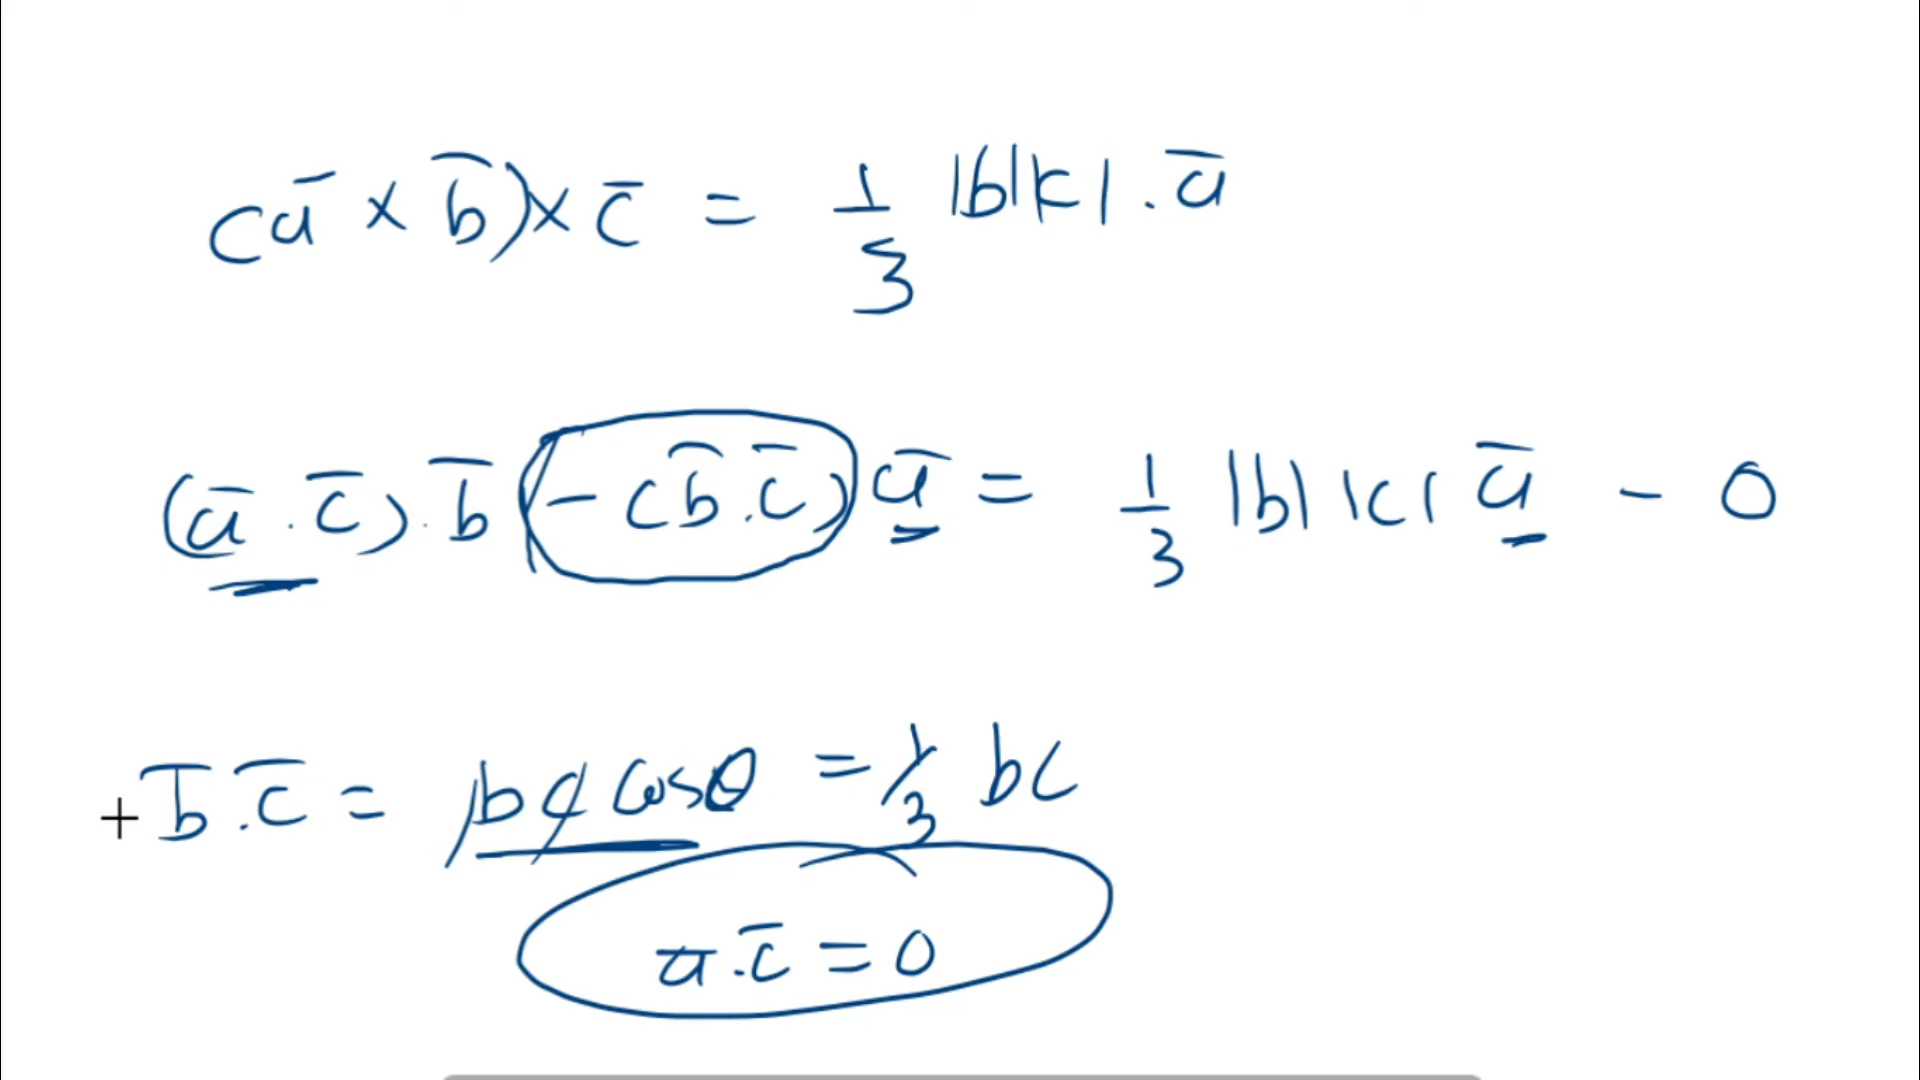 (a̅ × b̅) × c̅ = 1/3 |b||c| . a̅
(a̅ . c̅) . b̅ - (b̅ . c̅) a̅ = 1/3 |b| |c| a̅ - 0
b̅ . c̅ = bc cosθ = 1/3 bc
a̅ . c̅ = 0